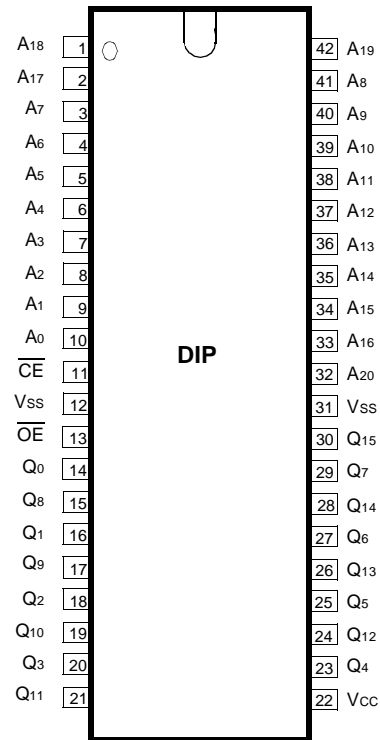 A18 1 42 A19
A17 2 41 A8
A7 3 40 A9
A6 4 39 A10
A5 5 38 A11
A4 6 37 A12
A3 7 36 A13
A2 8 35 A14
A1 9 34 A15
A0 10 33 A16
DIP
C̅E̅ 11 32 A20
VSS 12 31 VSS
O̅E̅ 13 30 Q15
Q0 14 29 Q7
Q8 15 28 Q14
Q1 16 27 Q6
Q9 17 26 Q13
Q2 18 25 Q5
Q10 19 24 Q12
Q3 20 23 Q4
Q11 21 22 VCC